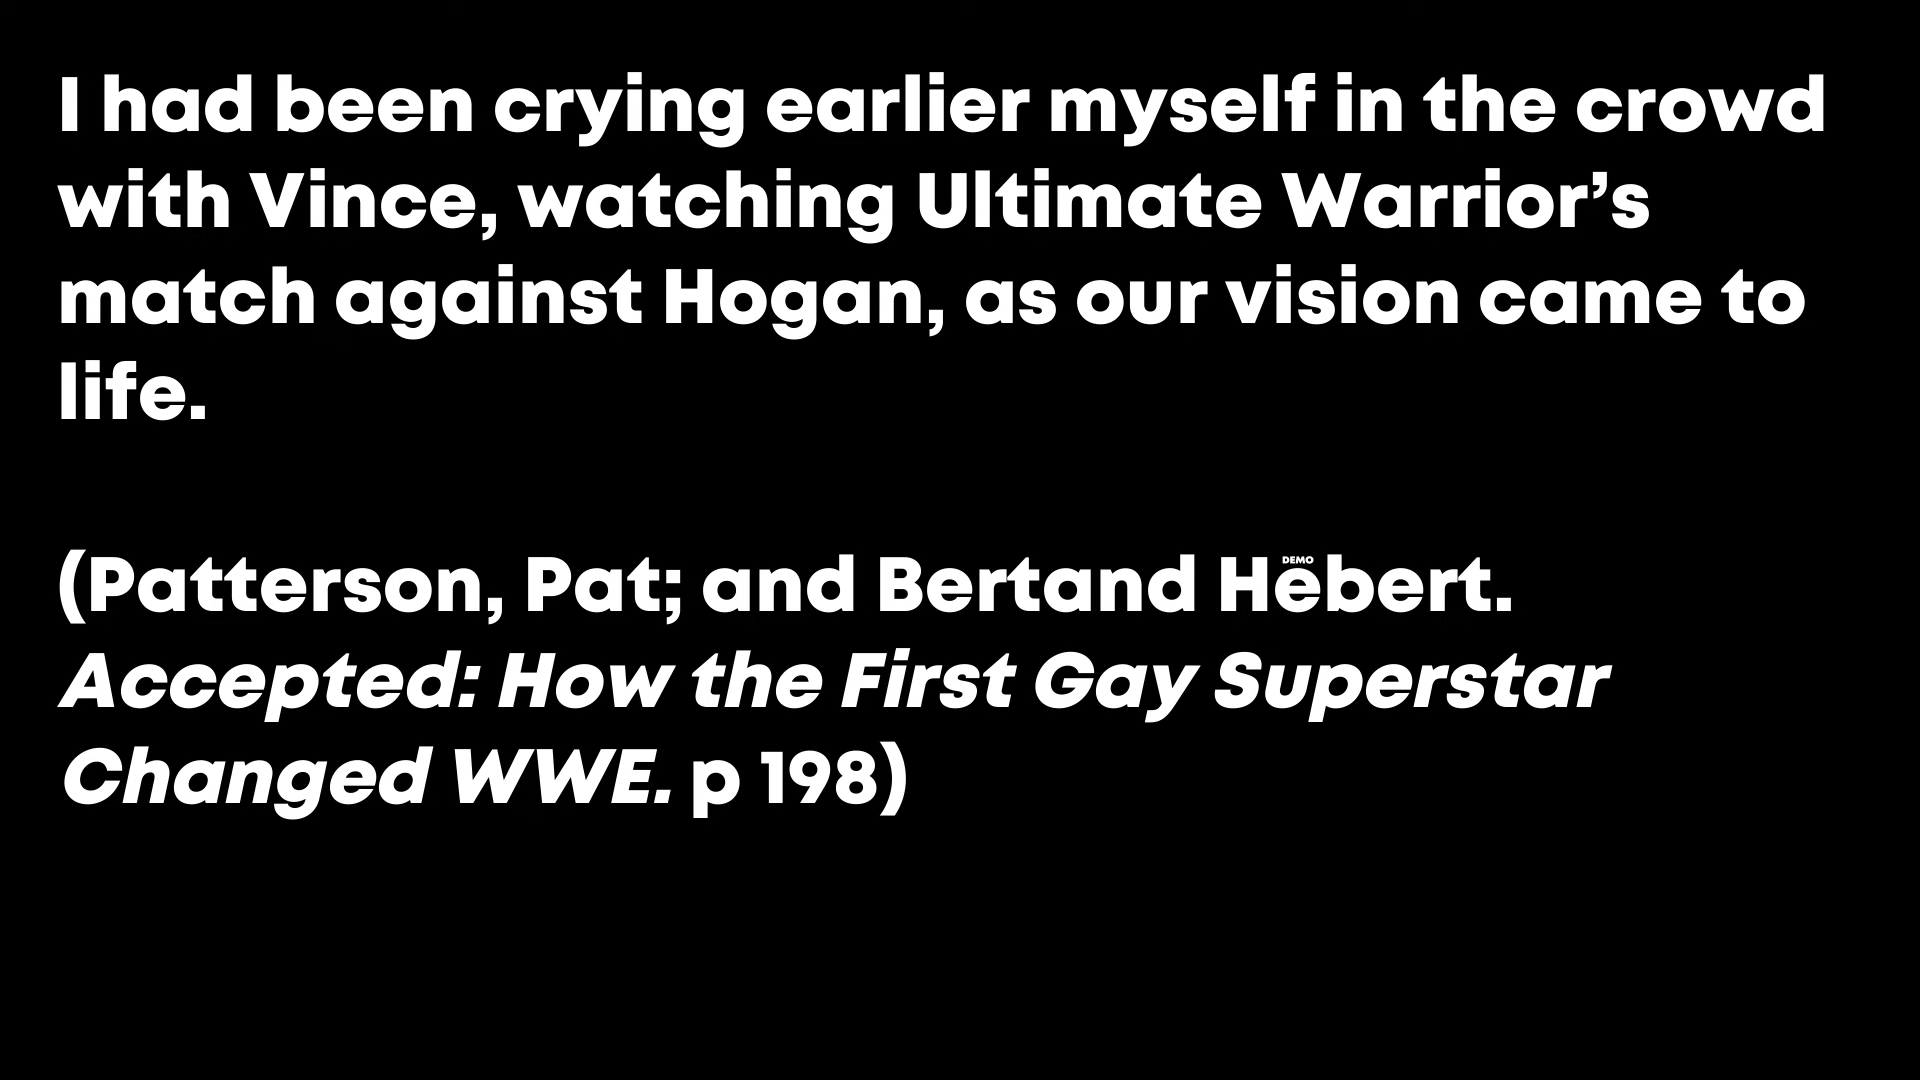 I had been crying earlier myself in the crowd
with Vince, watching Ultimate Warrior’s
match against Hogan, as our vision came to
life.
(Patterson, Pat; and Bertand Hebert.
DEMO
Accepted: How the First Gay Superstar
Changed WWE. p 198)